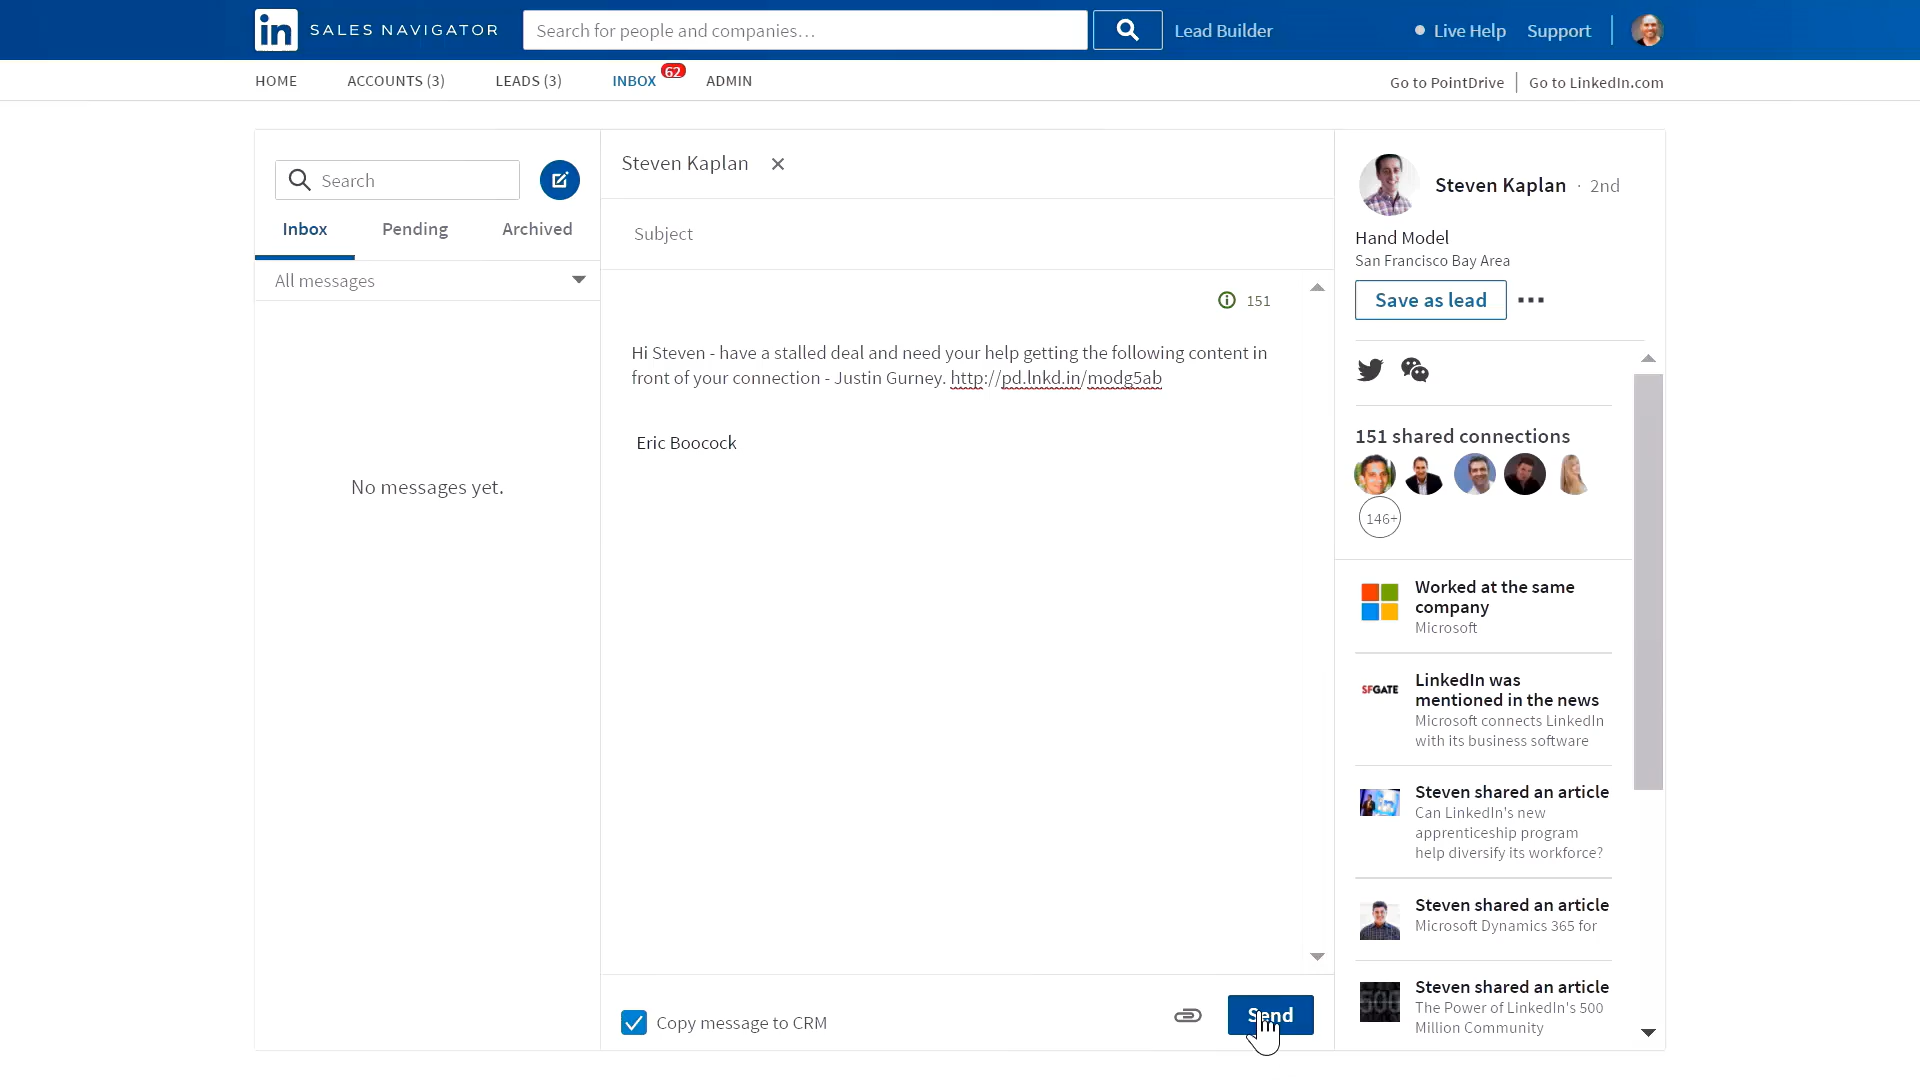 in SALES NAVIGATOR
Search for people and companies…
Lead Builder
Live Help
Support
HOME
ACCOUNTS (3)
LEADS (3)
INBOX
62
ADMIN
Go to PointDrive
Go to LinkedIn.com
Search
Inbox
Pending
Archived
All messages
No messages yet.
Steven Kaplan
Subject
151
Hi Steven - have a stalled deal and need your help getting the following content in
front of your connection - Justin Gurney. http://pd.lnkd.in/modg5ab
Eric Boocock
Copy message to CRM
Send
Steven Kaplan · 2nd
Hand Model
San Francisco Bay Area
Save as lead
151 shared connections
146+
Worked at the same
company
Microsoft
SFGATE
LinkedIn was
mentioned in the news
Microsoft connects LinkedIn
with its business software
in
Steven shared an article
Can LinkedIn's new
apprenticeship program
help diversify its workforce?
Steven shared an article
Microsoft Dynamics 365 for
500
Steven shared an article
The Power of LinkedIn's 500
Million Community